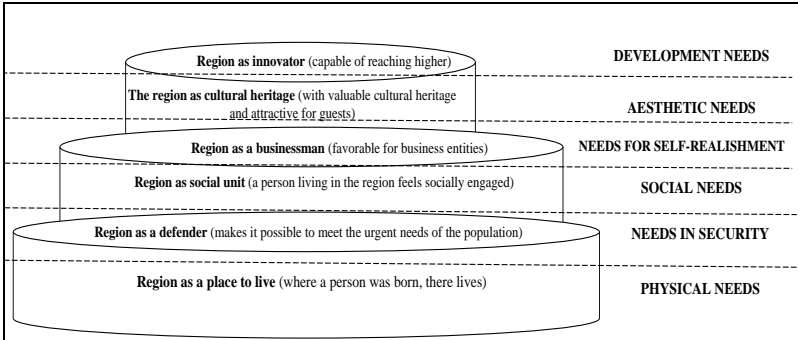 Region as innovator (capable of reaching higher)
DEVELOPMENT NEEDS
The region as cultural heritage (with valuable cultural heritage
and attractive for guests)
AESTHETIC NEEDS
Region as a businessman (favorable for business entities)
NEEDS FOR SELF-REALISHMENT
Region as social unit (a person living in the region feels socially engaged)
SOCIAL NEEDS
Region as a defender (makes it possible to meet the urgent needs of the population)
NEEDS IN SECURITY
Region as a place to live (where a person was born, there lives)
PHYSICAL NEEDS